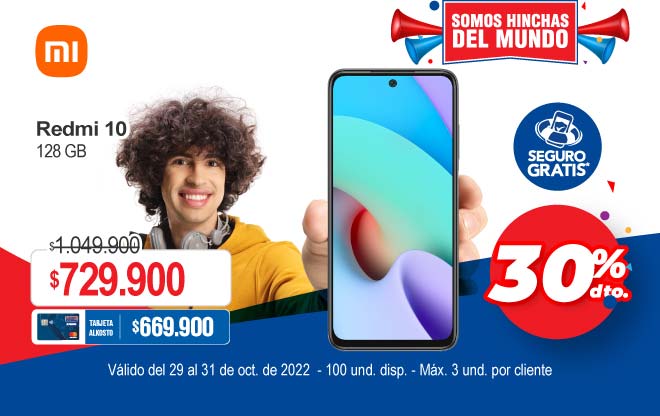 SOMOS HINCHAS
DEL MUNDO
mi
Redmi 10
128 GB
SEGURO
GRATIS*
$1.049.900
$729.900
30% dto.
TARJETA
ALKOSTO
$669.900
Válido del 29 al 31 de oct. de 2022 - 100 und. disp. - Máx. 3 und. por cliente